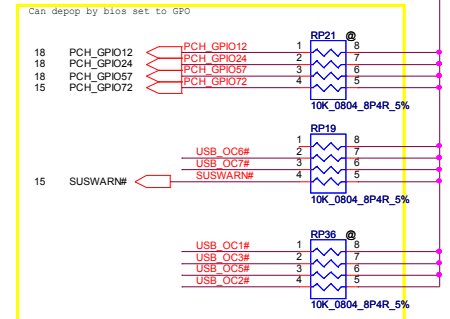 Can depop by bios set to GPO
RP21 @
18 PCH_GPIO12 PCH_GPIO12 1 8
18 PCH_GPIO24 PCH_GPIO24 2 7
18 PCH_GPIO57 PCH_GPIO57 3 6
15 PCH_GPIO72 PCH_GPIO72 4 5
10K_0804_8P4R_5%
RP19
1 8
USB_OC6# 2 7
USB_OC7# 3 6
15 SUSWARN# SUSWARN# 4 5
10K_0804_8P4R_5%
RP36 @
USB_OC1# 1 8
USB_OC3# 2 7
USB_OC5# 3 6
USB_OC2# 4 5
10K_0804_8P4R_5%